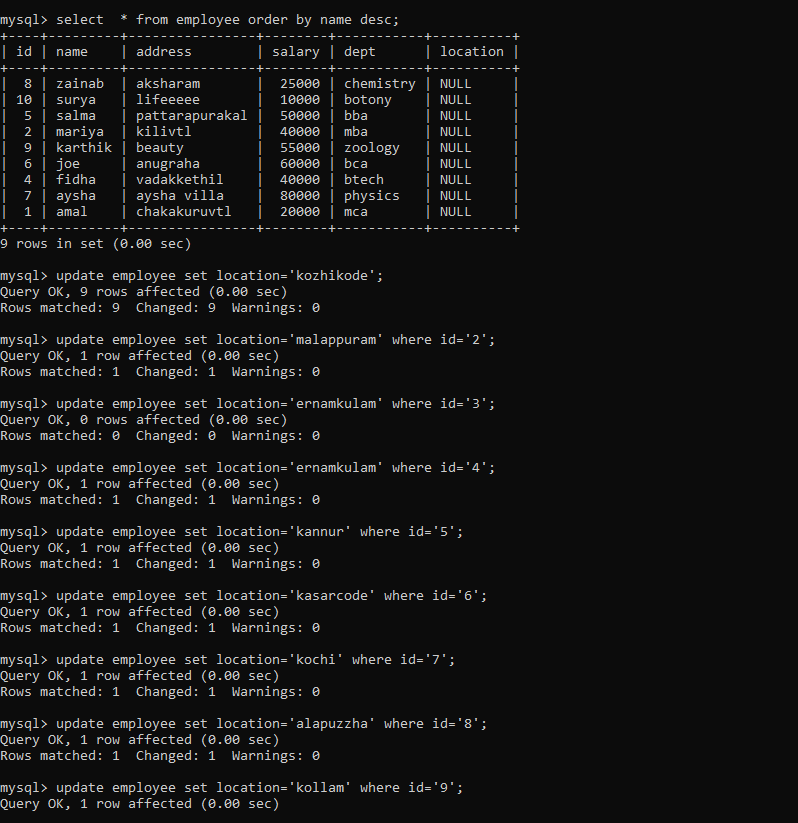 mysql> select  * from employee order by name desc;
+----+---------+----------------+--------+-----------+----------+
| id | name    | address        | salary | dept      | location |
+----+---------+----------------+--------+-----------+----------+
|  8 | zainab  | aksharam       |  25000 | chemistry | NULL     |
| 10 | surya   | lifeeeee       |  10000 | botony    | NULL     |
|  5 | salma   | pattarapurakal |  50000 | bba       | NULL     |
|  2 | mariya  | kilivtl        |  40000 | mba       | NULL     |
|  9 | karthik | beauty         |  55000 | zoology   | NULL     |
|  6 | joe     | anugraha       |  60000 | bca       | NULL     |
|  4 | fidha   | vadakkethil    |  40000 | btech     | NULL     |
|  7 | aysha   | aysha villa    |  80000 | physics   | NULL     |
|  1 | amal    | chakakuruvtl   |  20000 | mca       | NULL     |
+----+---------+----------------+--------+-----------+----------+
9 rows in set (0.00 sec)

mysql> update employee set location='kozhikode';
Query OK, 9 rows affected (0.00 sec)
Rows matched: 9  Changed: 9  Warnings: 0

mysql> update employee set location='malappuram' where id='2';
Query OK, 1 row affected (0.00 sec)
Rows matched: 1  Changed: 1  Warnings: 0

mysql> update employee set location='ernamkulam' where id='3';
Query OK, 0 rows affected (0.00 sec)
Rows matched: 0  Changed: 0  Warnings: 0

mysql> update employee set location='ernamkulam' where id='4';
Query OK, 1 row affected (0.00 sec)
Rows matched: 1  Changed: 1  Warnings: 0

mysql> update employee set location='kannur' where id='5';
Query OK, 1 row affected (0.00 sec)
Rows matched: 1  Changed: 1  Warnings: 0

mysql> update employee set location='kasarcode' where id='6';
Query OK, 1 row affected (0.00 sec)
Rows matched: 1  Changed: 1  Warnings: 0

mysql> update employee set location='kochi' where id='7';
Query OK, 1 row affected (0.00 sec)
Rows matched: 1  Changed: 1  Warnings: 0

mysql> update employee set location='alapuzzha' where id='8';
Query OK, 1 row affected (0.00 sec)
Rows matched: 1  Changed: 1  Warnings: 0

mysql> update employee set location='kollam' where id='9';
Query OK, 1 row affected (0.00 sec)